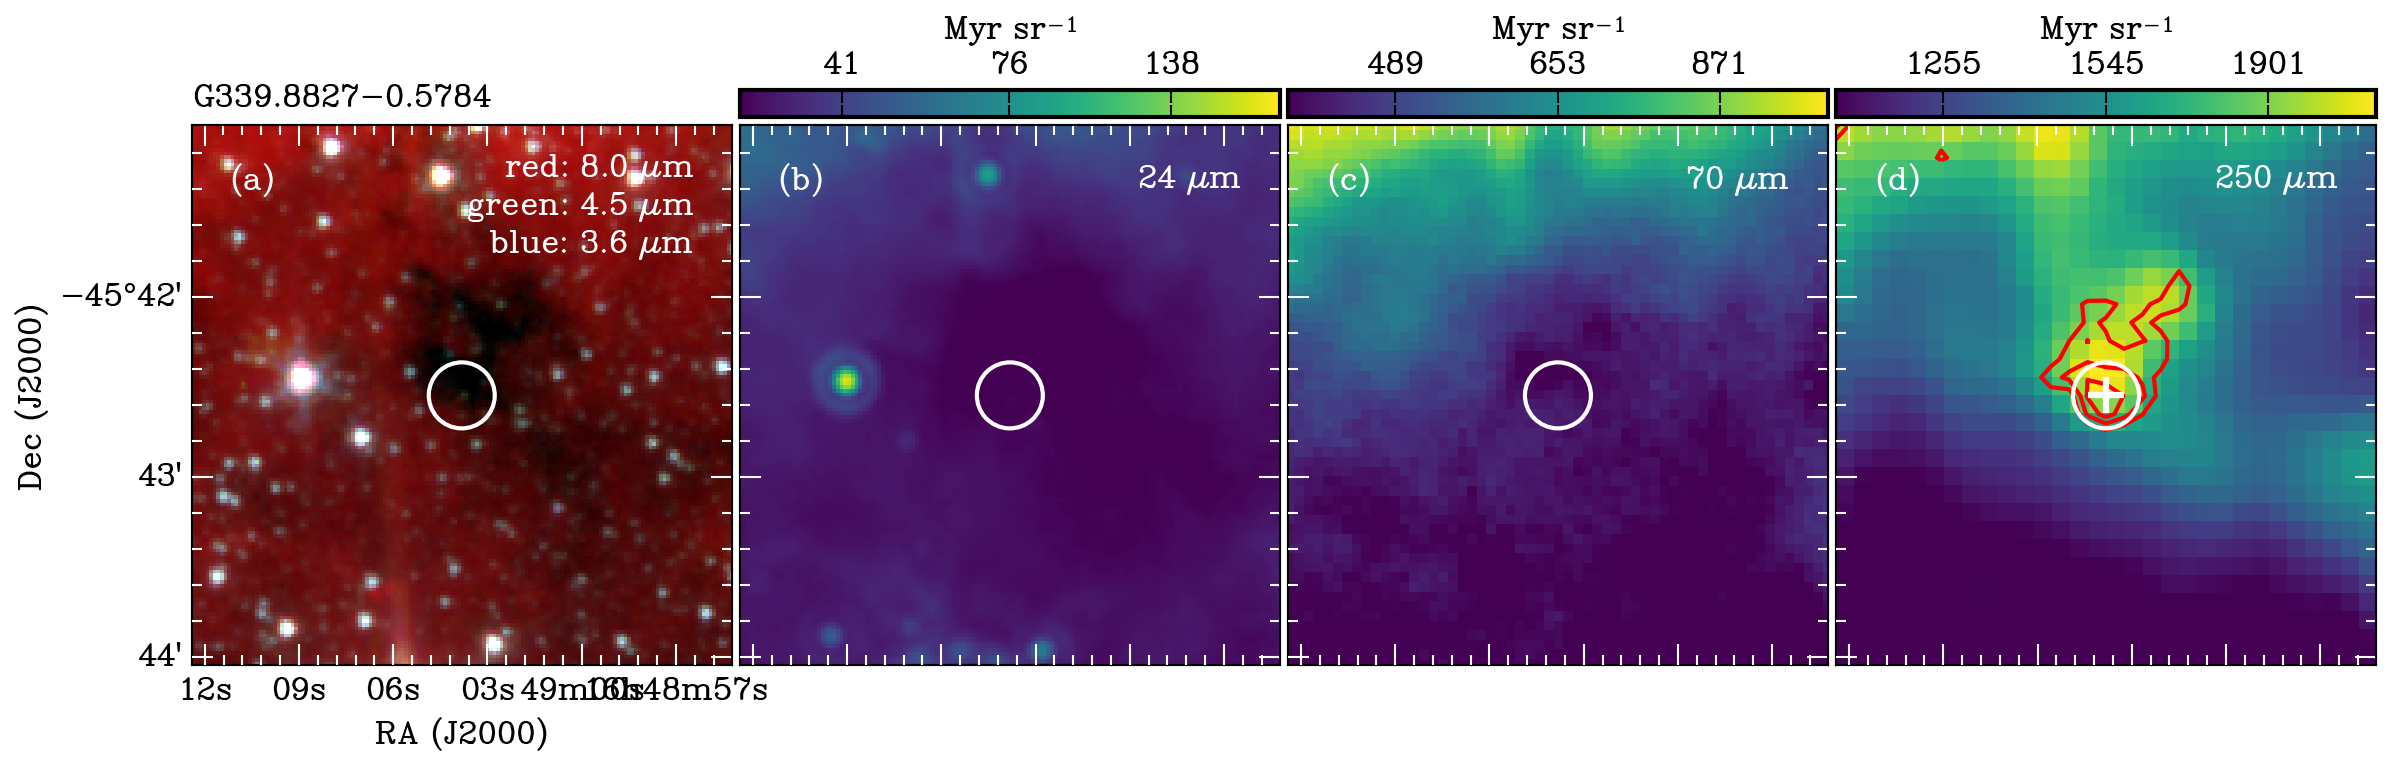 Myr sr⁻¹
41 76 138
Myr sr⁻¹
489 653 871
Myr sr⁻¹
1255 1545 1901
G339.8827−0.5784
(a)
red: 8.0 μm
green: 4.5 μm
blue: 3.6 μm
(b)
24 μm
(c)
70 μm
(d)
250 μm
Dec (J2000)
−45°42'
43'
44'
12s 09s 06s 03s 49m00s 16h48m57s
RA (J2000)